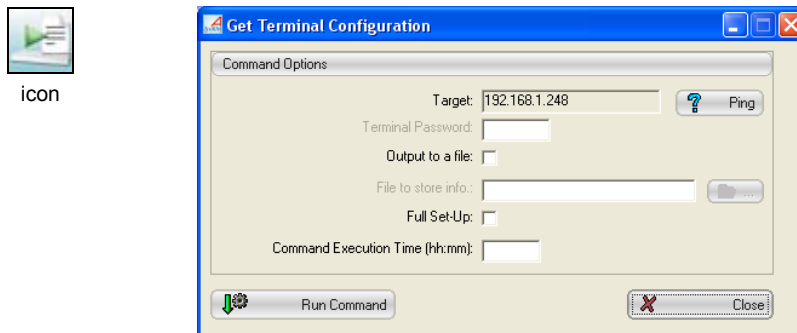 icon
Get Terminal Configuration
Command Options
Target: 192.168.1.248 Ping
Terminal Password:
Output to a file:
File to store info.: ...
Full Set-Up:
Command Execution Time (hh:mm):
Run Command Close